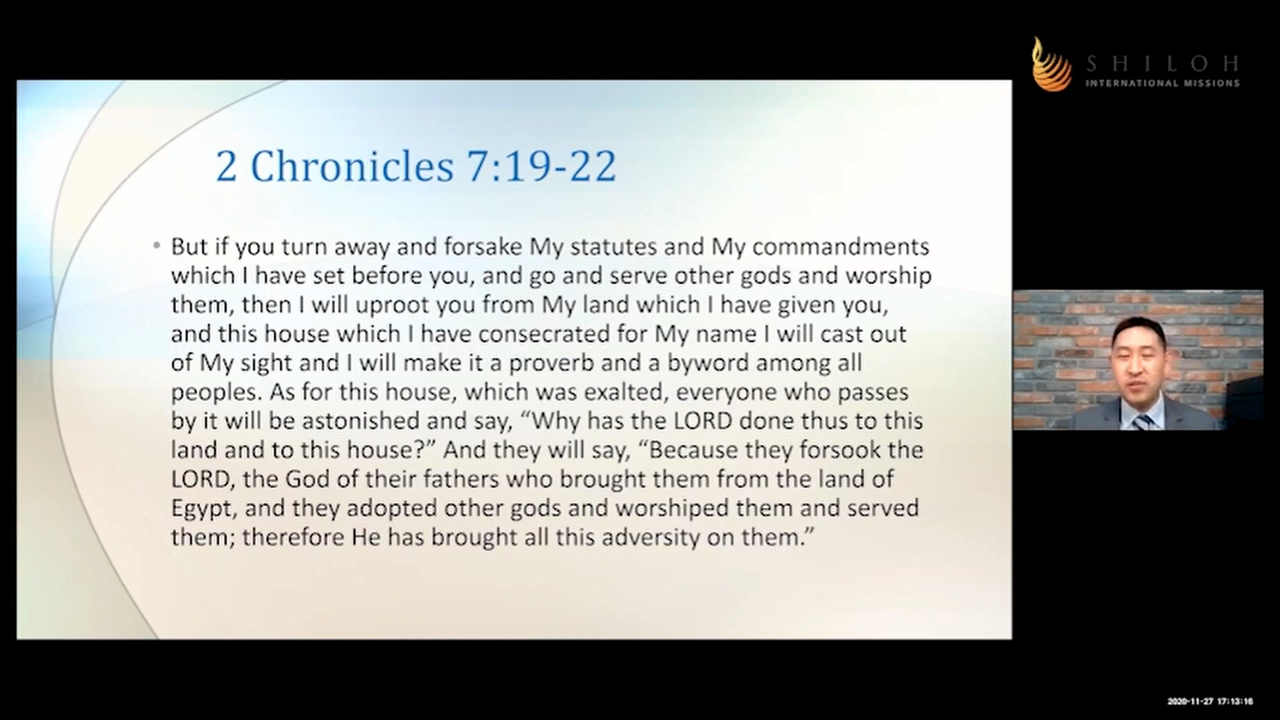 SHILOH
INTERNATIONAL MISSIONS
2 Chronicles 7:19-22
• But if you turn away and forsake My statutes and My commandments
which I have set before you, and go and serve other gods and worship
them, then I will uproot you from My land which I have given you,
and this house which I have consecrated for My name I will cast out
of My sight and I will make it a proverb and a byword among all
peoples. As for this house, which was exalted, everyone who passes
by it will be astonished and say, “Why has the LORD done thus to this
land and to this house?” And they will say, “Because they forsook the
LORD, the God of their fathers who brought them from the land of
Egypt, and they adopted other gods and worshiped them and served
them; therefore He has brought all this adversity on them.”
2020-11-27 17:13:16